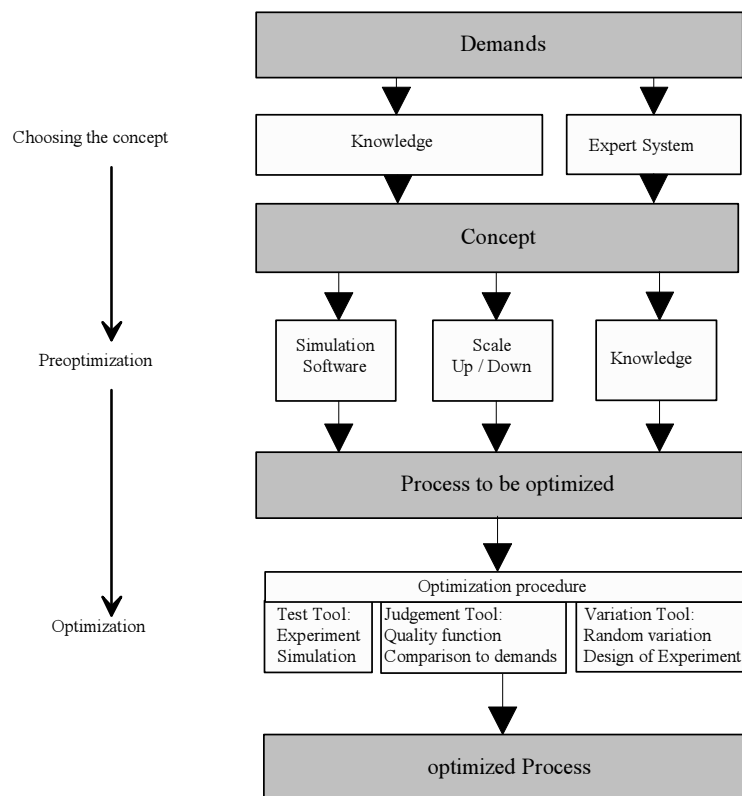 Demands
Choosing the concept
Knowledge
Expert System
Concept
Preoptimization
Simulation
Software
Scale
Up / Down
Knowledge
Process to be optimized
Optimization
Optimization procedure
Test Tool:
Experiment
Simulation
Judgement Tool:
Quality function
Comparison to demands
Variation Tool:
Random variation
Design of Experiment
optimized Process